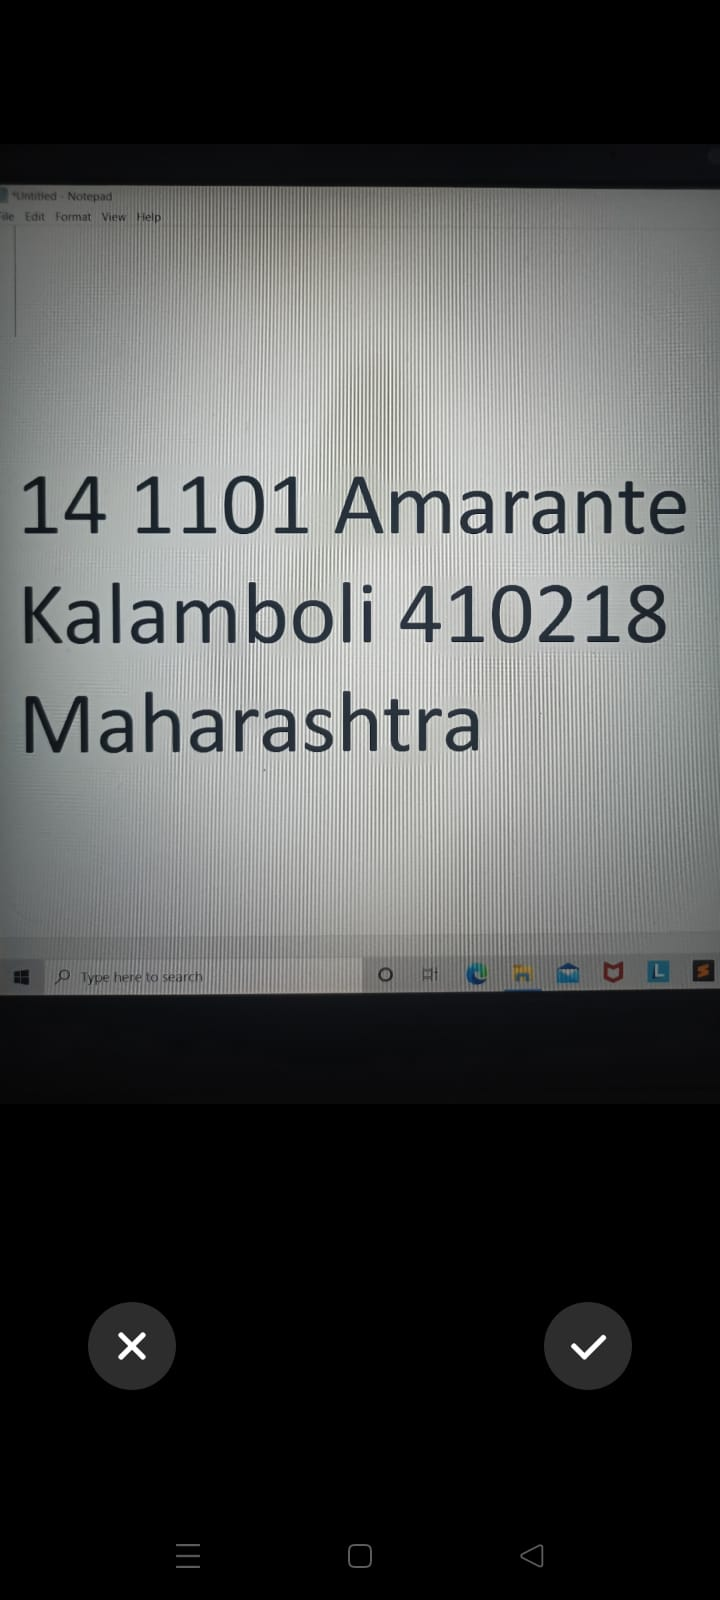 *Untitled - Notepad
File Edit Format View Help
14 1101 Amarante
Kalamboli 410218
Maharashtra
Type here to search
L